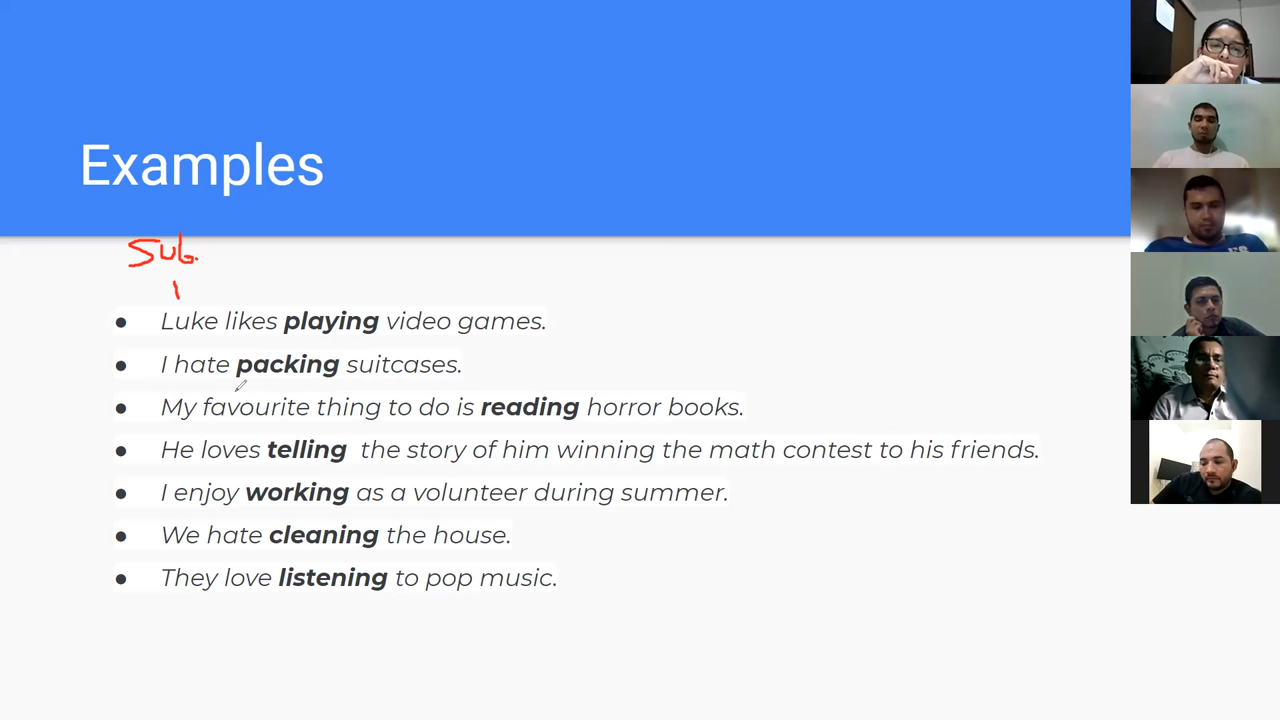 Examples
Sub.
● Luke likes playing video games.
● I hate packing suitcases.
● My favourite thing to do is reading horror books.
● He loves telling the story of him winning the math contest to his friends.
● I enjoy working as a volunteer during summer.
● We hate cleaning the house.
● They love listening to pop music.